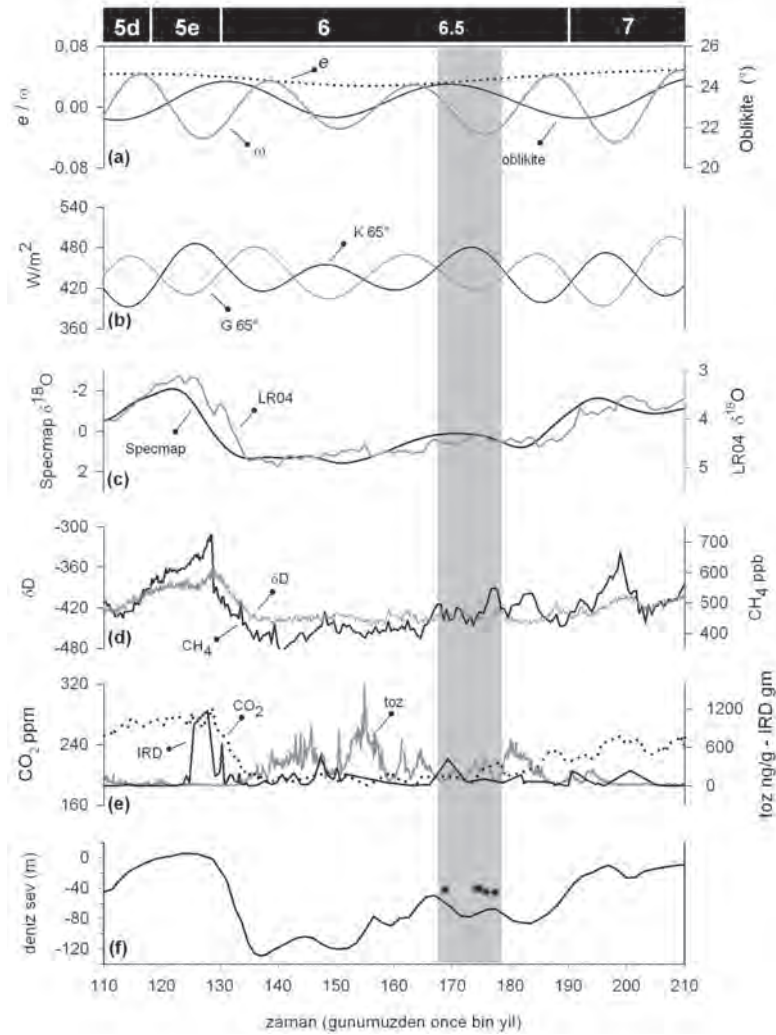 5d 5e 6 6.5 7
0.08 26
e
24
e / ϖ 0.00 Oblikite (°)
22
ω oblikite
-0.08 20
(a)
540
K 65°
480
W/m²
420
G 65°
360
(b)
3
-2
LR04
Specmap δ¹⁸O 0 4 LR04 δ¹⁸O
Specmap
2 5
(c)
-300
700
-360 600
δD δD CH₄ ppb
-420 500
CH₄ 400
-480
(d)
320
CO₂ toz 1200
IRD
CO₂ ppm 240 600 toz ng/g - IRD gm
0
160
(e)
0
deniz sev (m) -40
-80
-120
(f)
110 120 130 140 150 160 170 180 190 200 210
zaman (gunumuzden once bin yil)